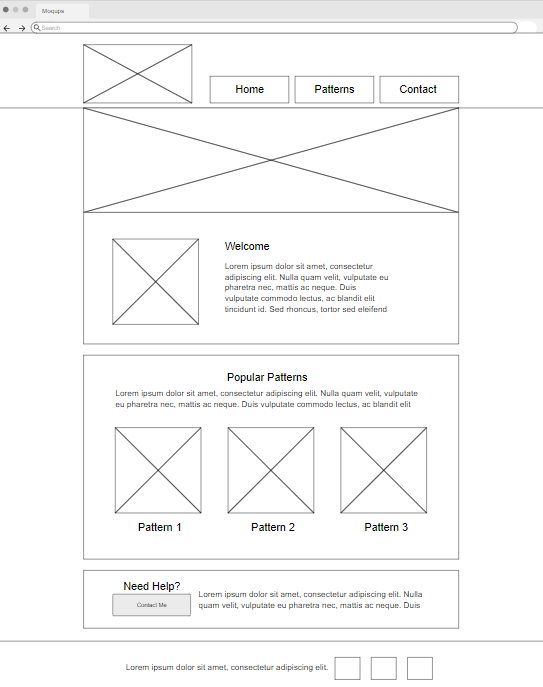 Moqups
Search
Home
Patterns
Contact
Welcome
Lorem ipsum dolor sit amet, consectetur
adipiscing elit. Nulla quam velit, vulputate
pharetra nec, mattis ac neque. Duis
vulputate commodo lectus, ac blandit elit
tincidunt id. Sed rhoncus, tortor sed eleifend
Popular Patterns
Lorem ipsum dolor sit amet, consectetur adipiscing elit. Nulla quam velit, vulputate
eu pharetra nec, mattis ac neque. Duis vulputate commodo lectus, ac blandit elit
Pattern 1
Pattern 2
Pattern 3
Need Help?
Contact Me
Lorem ipsum dolor sit amet, consectetur adipiscing elit. Nulla
quam velit, vulputate eu pharetra nec, mattis ac neque. Duis
Lorem ipsum dolor sit amet, consectetur adipiscing elit.